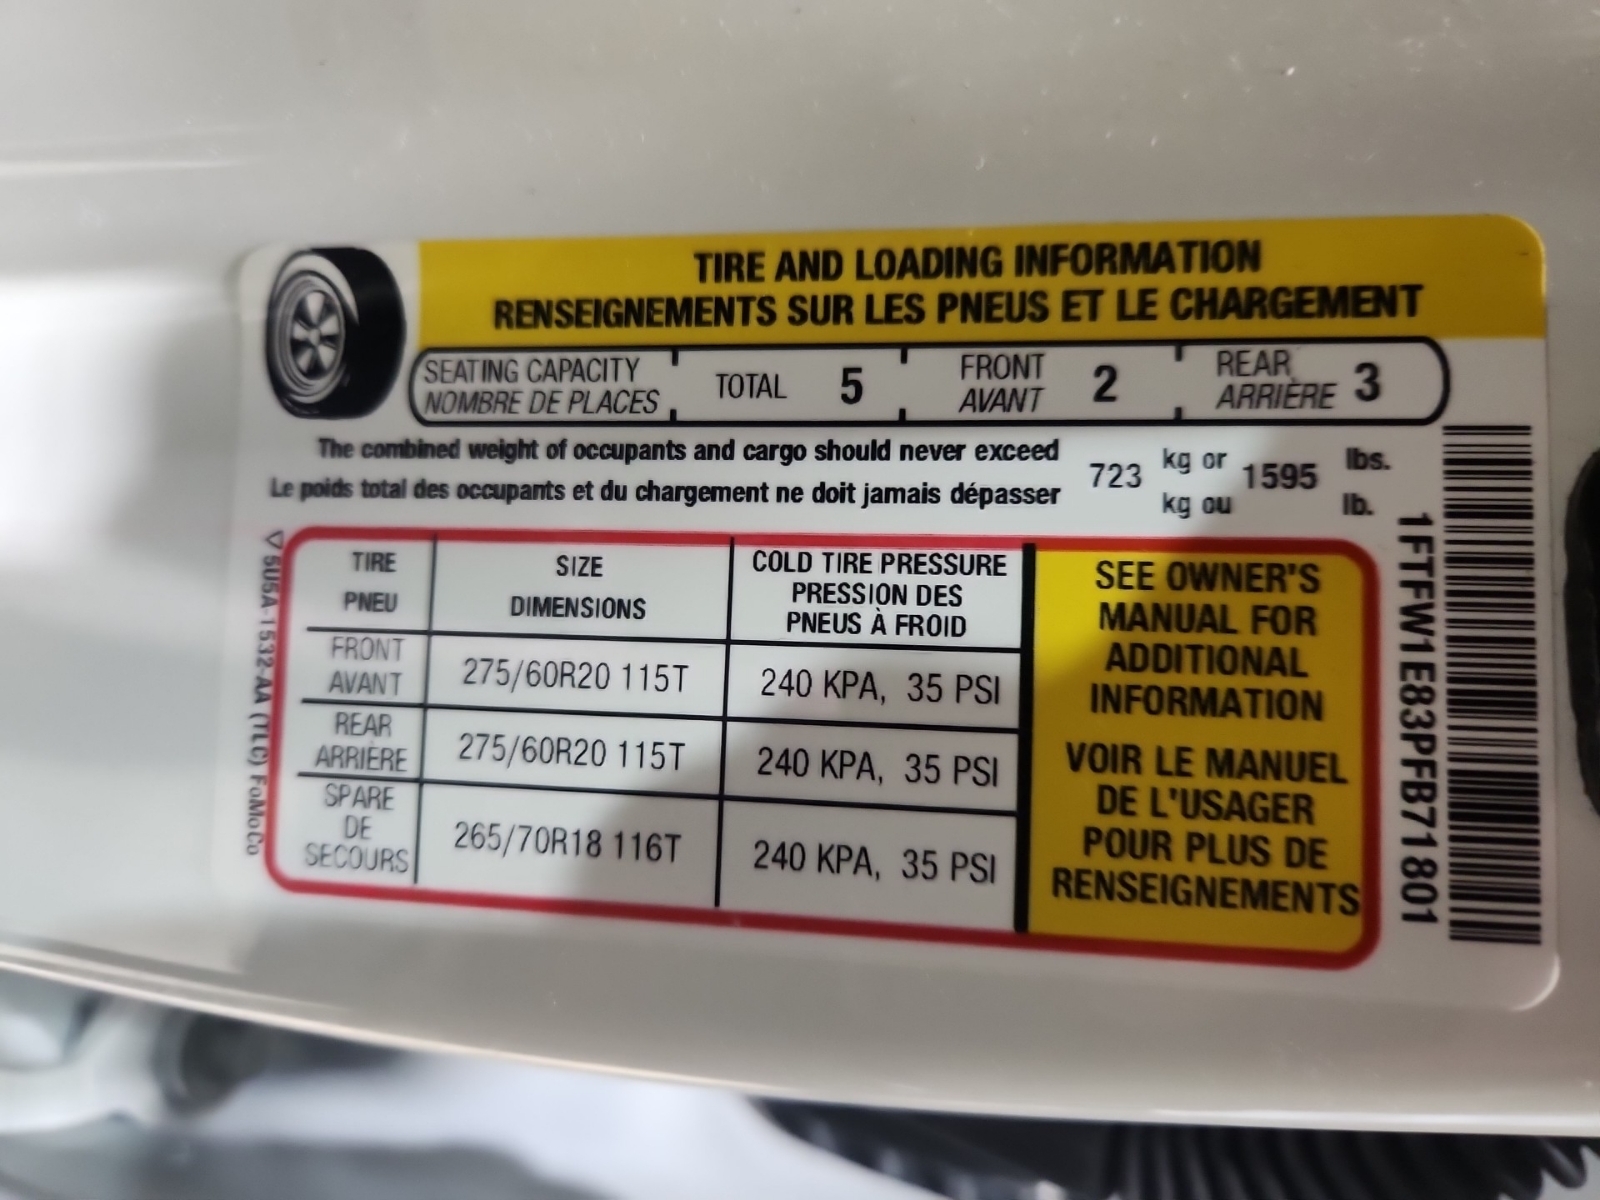 TIRE AND LOADING INFORMATION
RENSEIGNEMENTS SUR LES PNEUS ET LE CHARGEMENT
SEATING CAPACITY
NOMBRE DE PLACES
TOTAL 5
FRONT
AVANT
2
REAR
ARRIÈRE
3
The combined weight of occupants and cargo should never exceed
Le poids total des occupants et du chargement ne doit jamais dépasser
723
kg or
kg ou
1595
lbs.
lb.
TIRE
PNEU
SIZE
DIMENSIONS
COLD TIRE PRESSURE
PRESSION DES
PNEUS À FROID
FRONT
AVANT
275/60R20 115T
240 KPA, 35 PSI
REAR
ARRIÈRE
275/60R20 115T
240 KPA, 35 PSI
SPARE
DE
SECOURS
265/70R18 116T
240 KPA, 35 PSI
SEE OWNER'S
MANUAL FOR
ADDITIONAL
INFORMATION
VOIR LE MANUEL
DE L'USAGER
POUR PLUS DE
RENSEIGNEMENTS
1FTFW1E83PFB71801
5U5A-1532-AA (TLC) FoMoCo